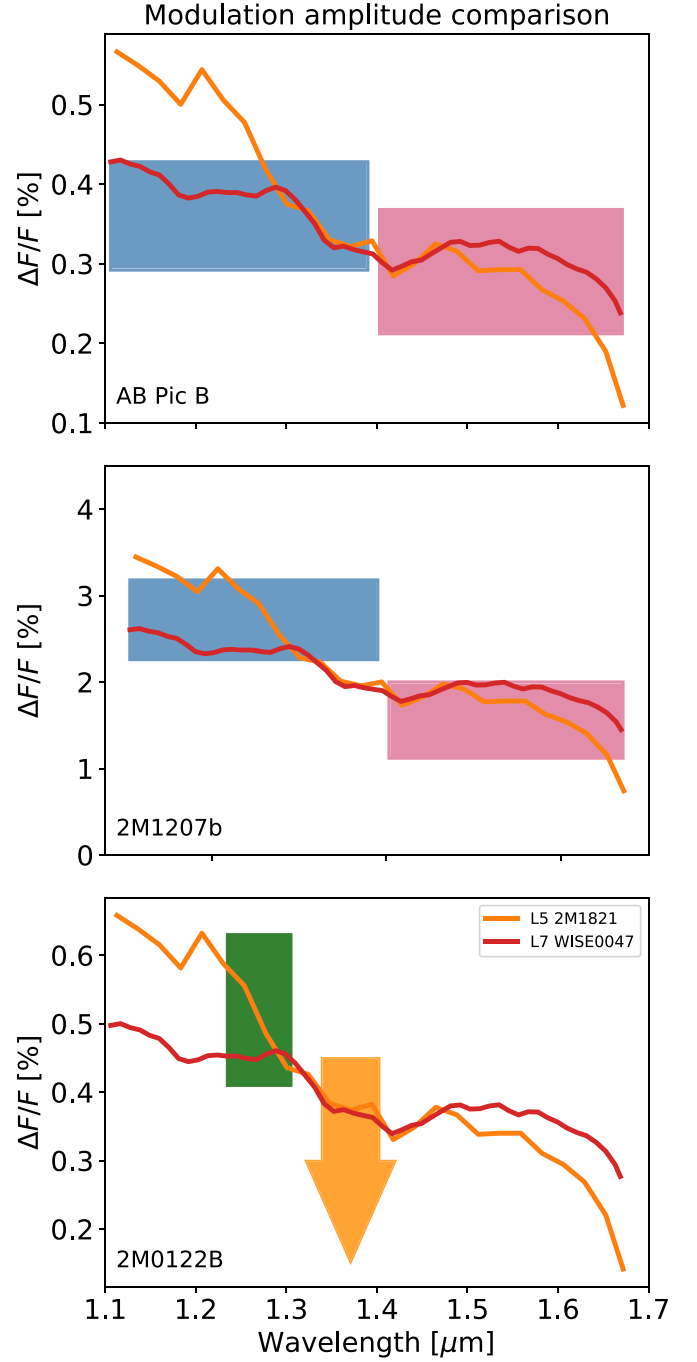 Modulation amplitude comparison
ΔF/F [%]
0.5
0.4
0.3
0.2
0.1
AB Pic B
ΔF/F [%]
4
3
2
1
0
2M1207b
ΔF/F [%]
0.6
0.5
0.4
0.3
0.2
L5 2M1821
L7 WISE0047
2M0122B
1.1 1.2 1.3 1.4 1.5 1.6 1.7
Wavelength [μm]